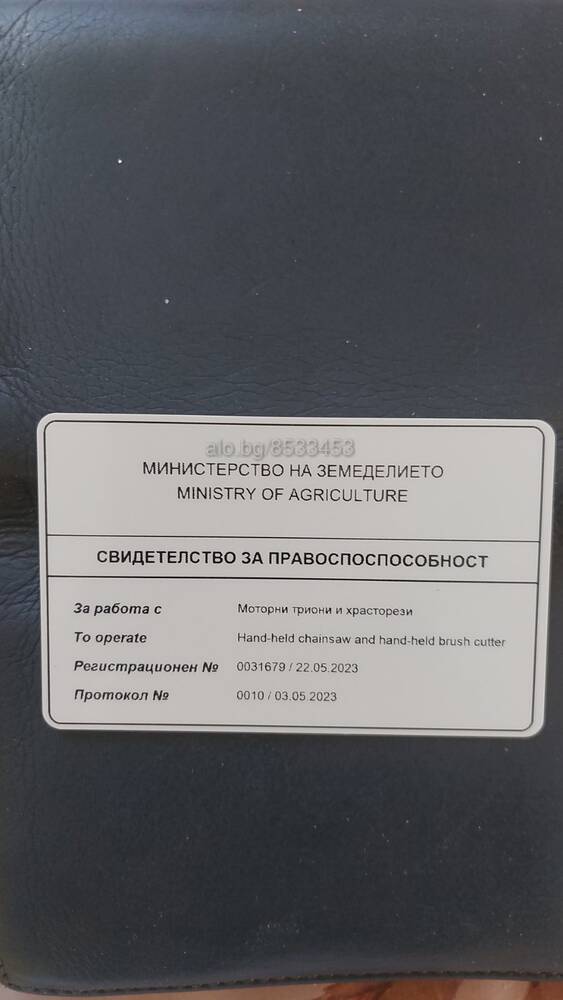 alo.bg/8533453
МИНИСТЕРСТВО НА ЗЕМЕДЕЛИЕТО
MINISTRY OF AGRICULTURE
СВИДЕТЕЛСТВО ЗА ПРАВОСПОСПОСОБНОСТ
За работа с Моторни триони и храсторези
To operate Hand-held chainsaw and hand-held brush cutter
Регистрационен № 0031679 / 22.05.2023
Протокол № 0010 / 03.05.2023